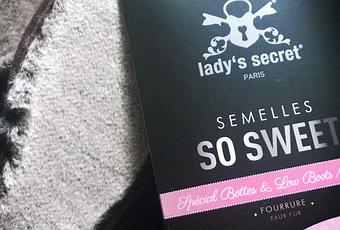 lady's secret®
PARIS
SEMELLES
SO SWEET
Spécial Bottes & Low Boots !
• FOURRURE •
FAUX FUR